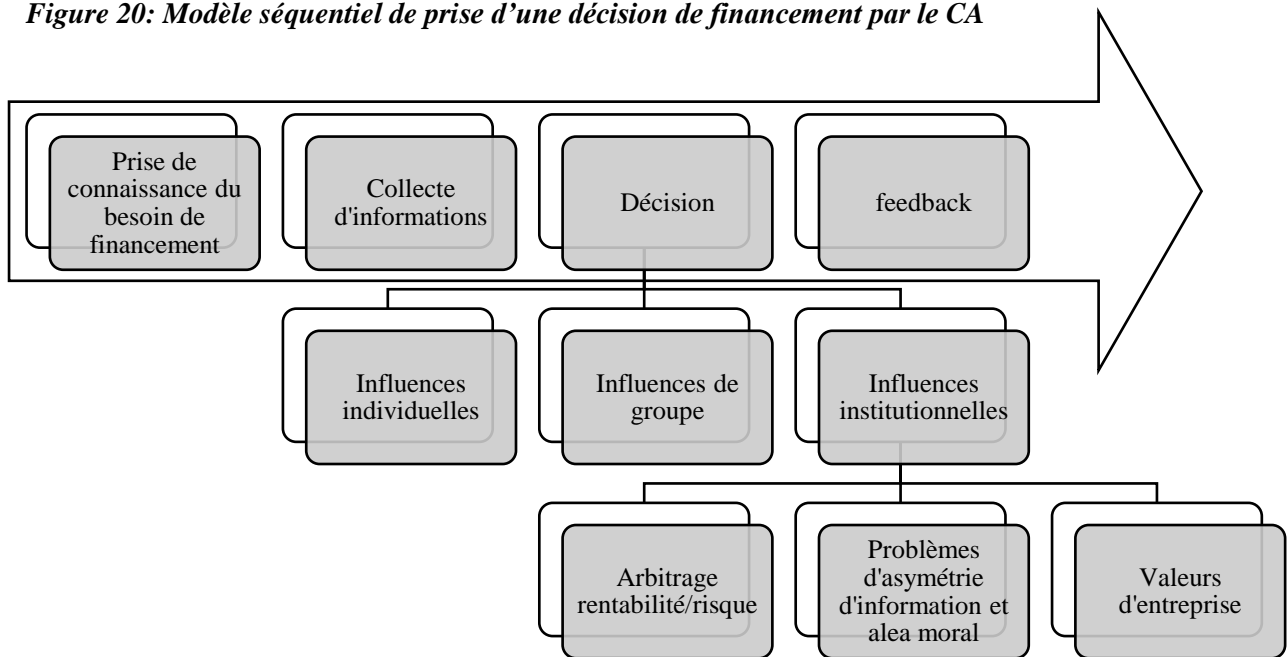 Figure 20: Modèle séquentiel de prise d'une décision de financement par le CA
Prise de
connaissance du
besoin de
financement
Collecte
d'informations
Décision
feedback
Influences
individuelles
Influences de
groupe
Influences
institutionnelles
Arbitrage
rentabilité/risque
Problèmes
d'asymétrie
d'information et
alea moral
Valeurs
d'entreprise